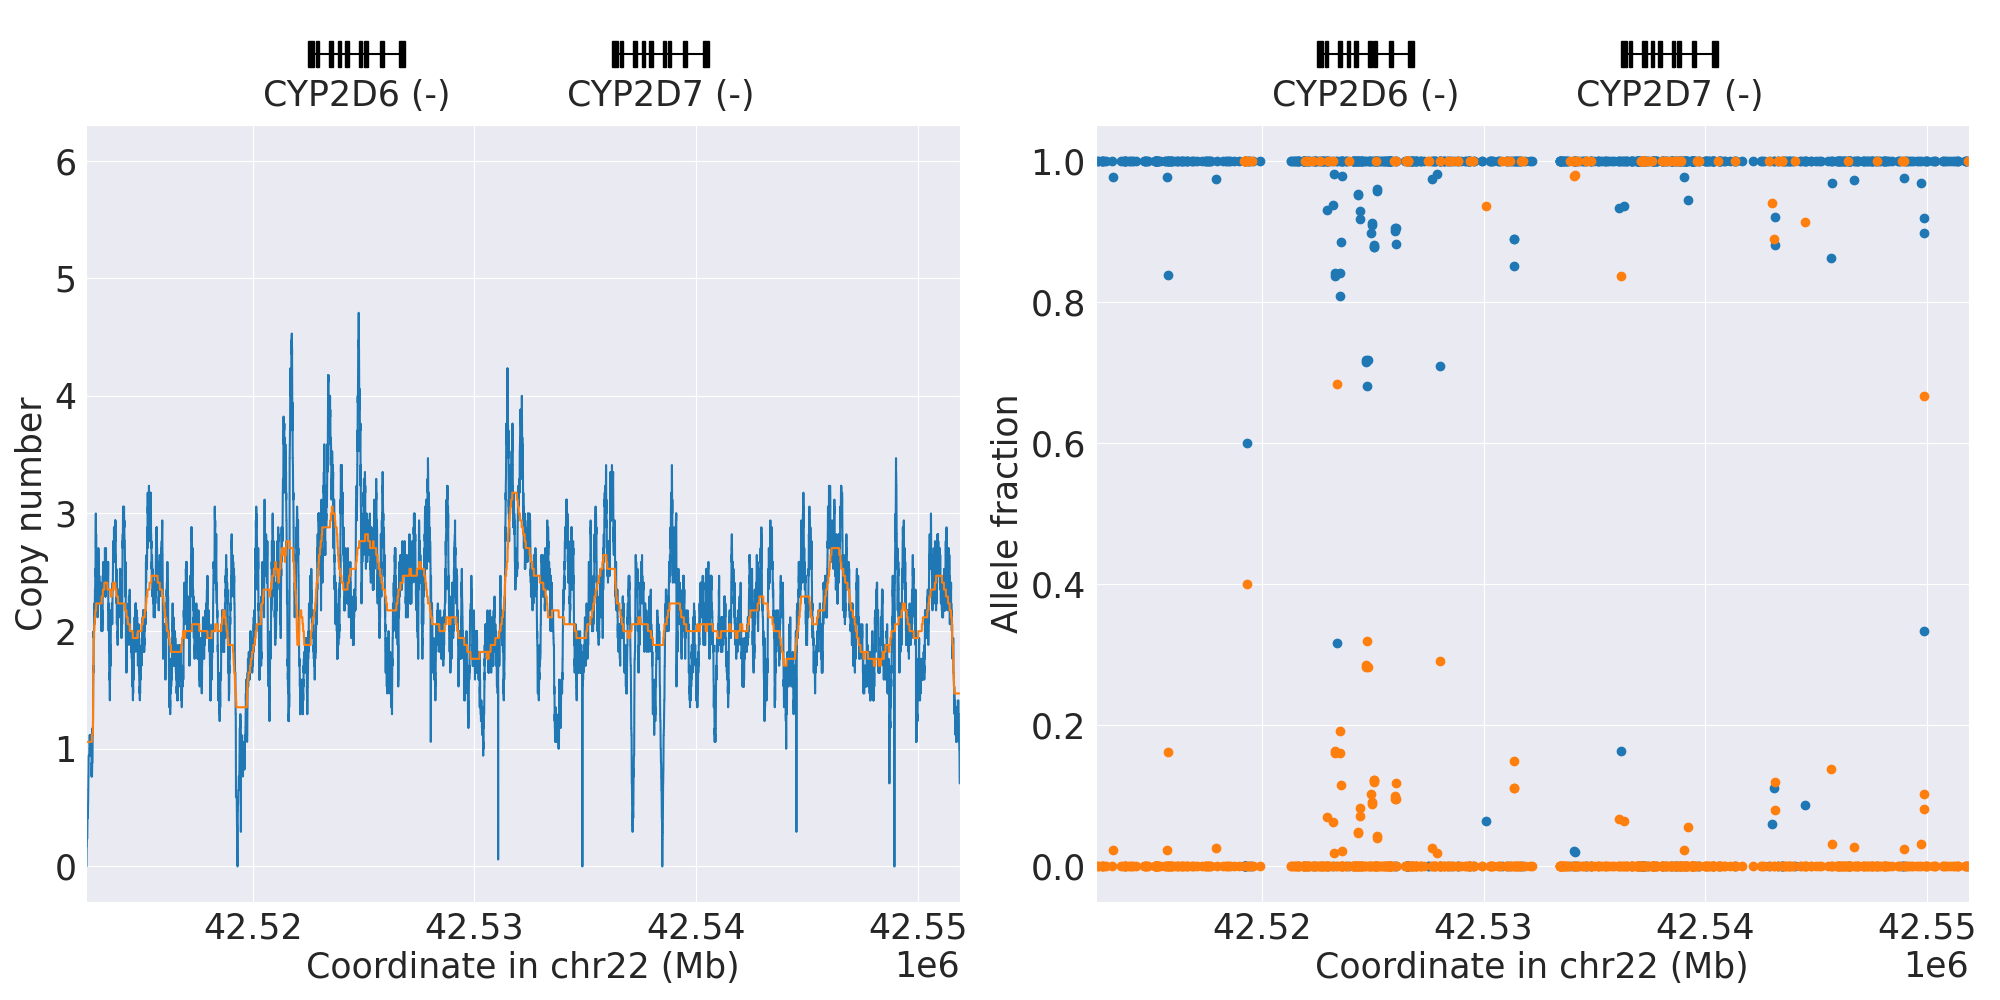 CYP2D6 (-) CYP2D7 (-)
6
5
4
3
2
1
0
Copy number
42.52 42.53 42.54 42.55
Coordinate in chr22 (Mb)
1e6
CYP2D6 (-) CYP2D7 (-)
1.0
0.8
0.6
0.4
0.2
0.0
Allele fraction
42.52 42.53 42.54 42.55
Coordinate in chr22 (Mb)
1e6